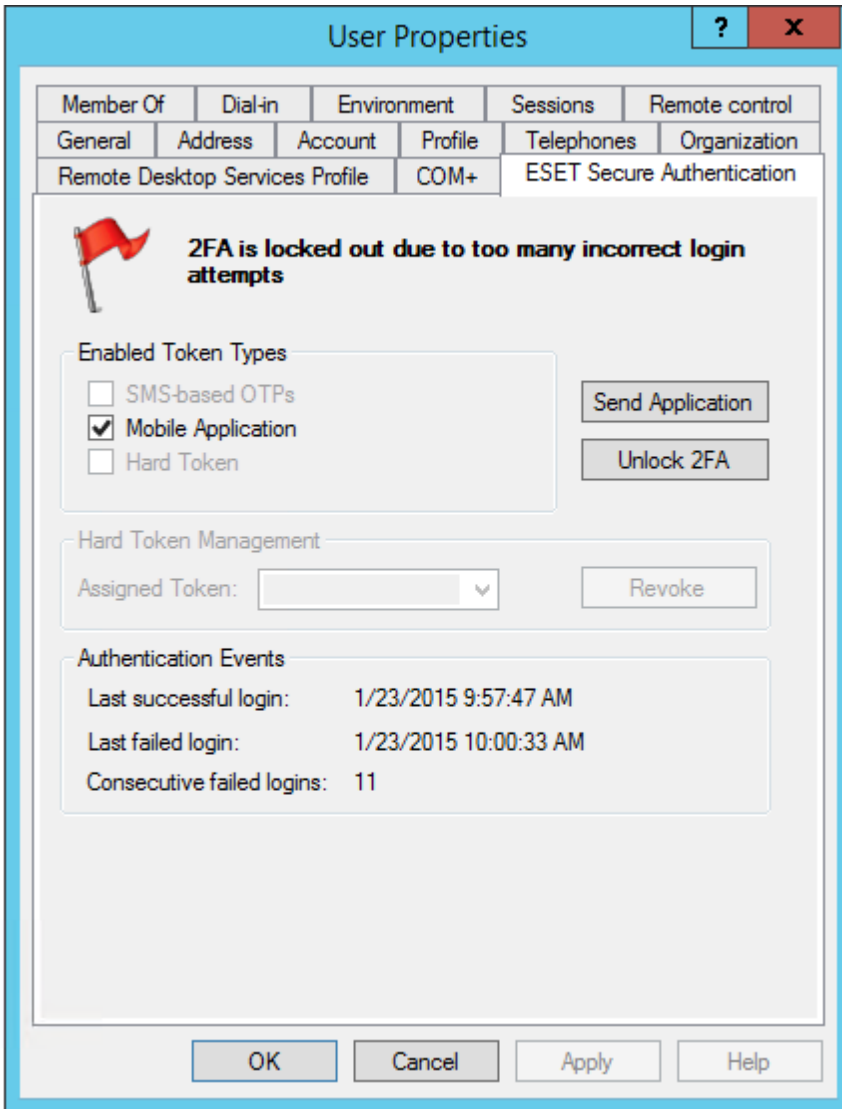 User Properties
? x
Member Of Dial-in Environment Sessions Remote control
General Address Account Profile Telephones Organization
Remote Desktop Services Profile COM+ ESET Secure Authentication
2FA is locked out due to too many incorrect login
attempts
Enabled Token Types
SMS-based OTPs
Mobile Application
Hard Token
Send Application
Unlock 2FA
Hard Token Management
Assigned Token:
Revoke
Authentication Events
Last successful login: 1/23/2015 9:57:47 AM
Last failed login: 1/23/2015 10:00:33 AM
Consecutive failed logins: 11
OK Cancel Apply Help